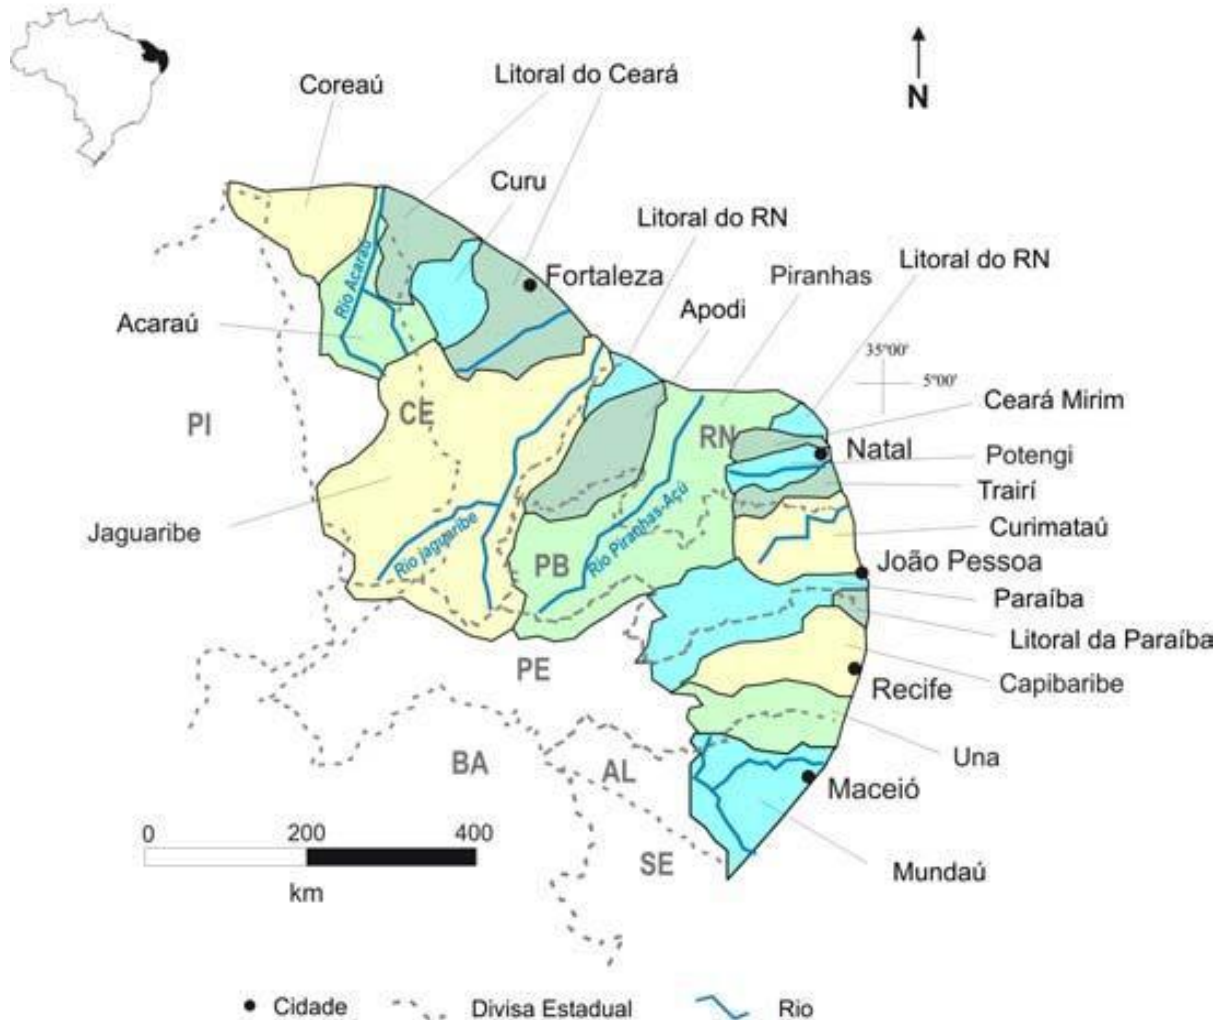 N
Coreaú
Litoral do Ceará
Curu
Litoral do RN
Litoral do RN
Fortaleza
Piranhas
Apodi
Rio Acaraú
Acaraú
35°00'
5°00'
Ceará Mirim
PI
CE
RN
Natal
Potengi
Trairí
Jaguaribe
Curimataú
Rio jaguaribe
Rio Piranhas-Açú
PB
João Pessoa
Paraíba
Litoral da Paraíba
PE
Recife
Capibaribe
Una
BA
AL
Maceió
0 200 400
km
SE
Mundaú
Cidade
Divisa Estadual
Rio